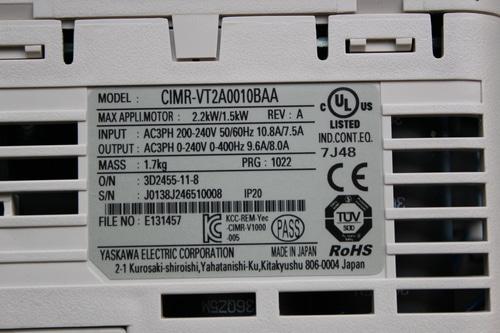 MODEL : CIMR-VT2A0010BAA
MAX APPLI.MOTOR : 2.2kW/1.5kW REV : A
INPUT : AC3PH 200-240V 50/60Hz 10.8A/7.5A
OUTPUT : AC3PH 0-240V 0-400Hz 9.6A/8.0A
MASS : 1.7kg PRG : 1022
O/N : 3D2455-11-8
S/N : J0138J246510008 IP20
FILE NO : E131457
KCC-REM-Yec
-CIMR-V1000
-005
PASS
YASKAWA ELECTRIC CORPORATION MADE IN JAPAN
2-1 Kurosaki-shiroishi,Yahatanishi-Ku,Kitakyushu 806-0004 Japan
C UL US
LISTED
IND.CONT.EQ.
7J48
CE
TÜV
RoHS